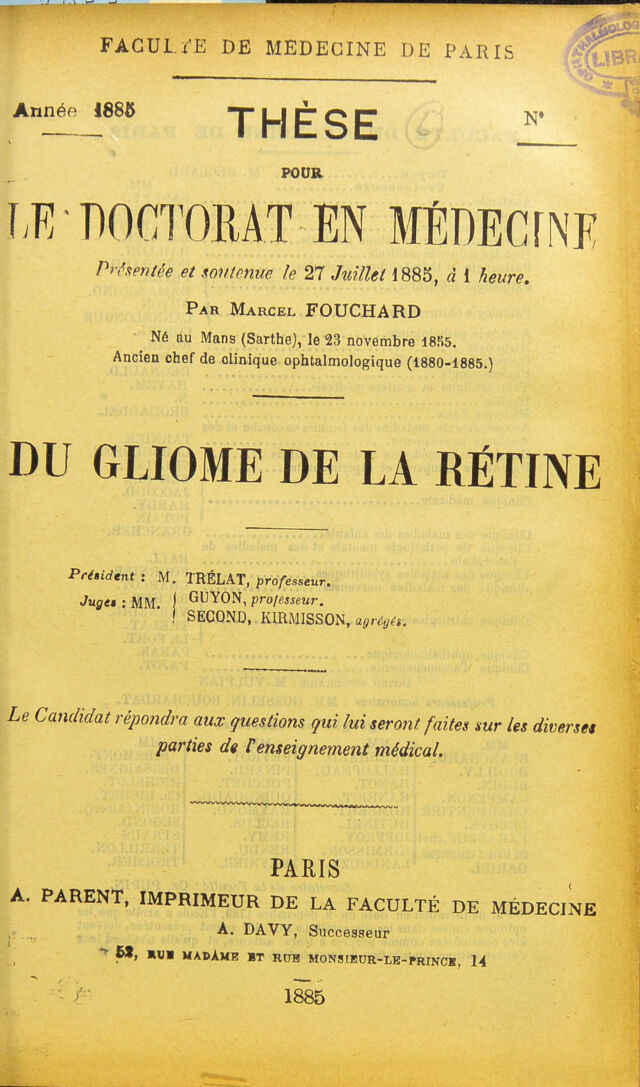 FACULTE DE MEDECINE DE PARIS
OPHTHALMOLOG
LIBRA
Année 1885
THÈSE
N°
POUR
LE DOCTORAT EN MÉDECINE
Présentée et soutenue le 27 Juillet 1885, à 1 heure.
PAR MARCEL FOUCHARD
Né au Mans (Sarthe), le 23 novembre 1855.
Ancien chef de clinique ophtalmologique (1880-1885.)
DU GLIOME DE LA RÉTINE
Président : M. TRÉLAT, professeur.
Juges : MM. GUYON, professeur.
SECOND, KIRMISSON, agrégés.
Le Candidat répondra aux questions qui lui seront faites sur les diverses
parties de l'enseignement médical.
PARIS
A. PARENT, IMPRIMEUR DE LA FACULTÉ DE MÉDECINE
A. DAVY, Successeur
52, RUE MADAME ET RUE MONSIEUR-LE-PRINCE, 14
1885